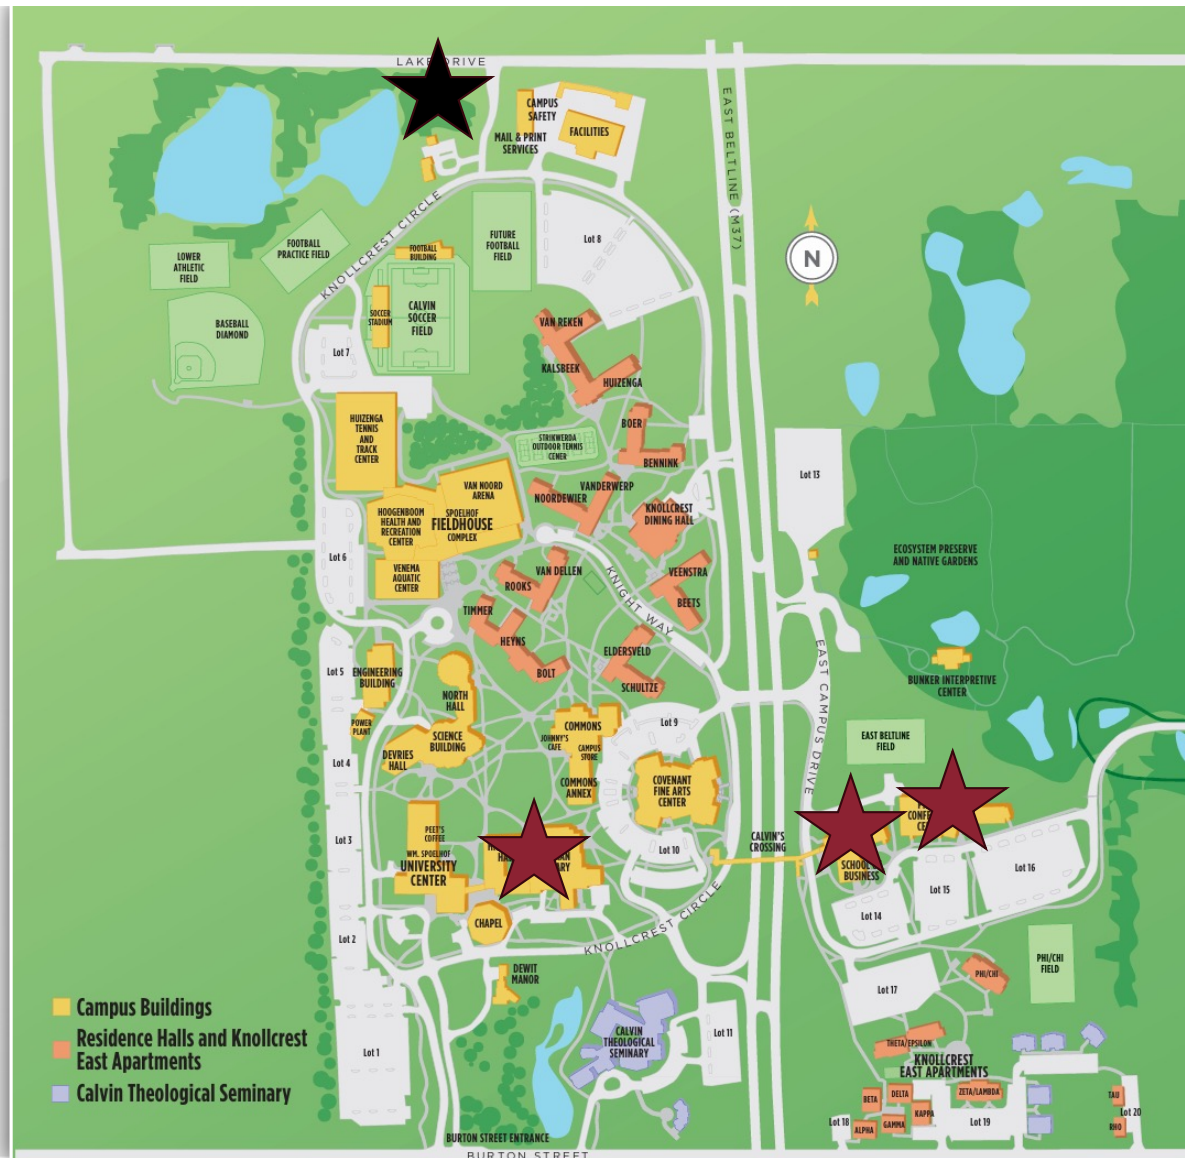 LAKE DRIVE
CAMPUS
SAFETY
FACILITIES
MAIL & PRINT
SERVICES
EAST BELTLINE (M37)
KNOLLCREST CIRCLE
FOOTBALL
PRACTICE FIELD
LOWER
ATHLETIC
FIELD
FOOTBALL
BUILDING
FUTURE
FOOTBALL
FIELD
Lot 8
N
BASEBALL
DIAMOND
SOCCER
STADIUM
CALVIN
SOCCER
FIELD
Lot 7
VAN REKEN
KALSBEEK
HUIZENGA
HUIZENGA
TENNIS
AND
TRACK
CENTER
BOER
BENNINK
STRIKWERDA
OUTDOOR TENNIS
CENER
Lot 13
VAN NOORD
ARENA
NOORDEWIER
VANDERWERP
KNOLLCREST
DINING HALL
HOOGENBOOM
HEALTH AND
RECREATION
CENTER
SPOELHOF
FIELDHOUSE
COMPLEX
Lot 6
VENEMA
AQUATIC
CENTER
ROOKS
VAN DELLEN
KNIGHT WAY
VEENSTRA
BEETS
ECOSYSTEM PRESERVE
AND NATIVE GARDENS
TIMMER
HEYNS
BOLT
ELDERSVELD
SCHULTZE
EAST CAMPUS DRIVE
BUNKER INTERPRETIVE
CENTER
Lot 5
ENGINEERING
BUILDING
NORTH
HALL
POWER
PLANT
SCIENCE
BUILDING
DEVRIES
HALL
COMMONS
JOHNNY'S
CAFE
CAMPUS
STORE
COMMONS
ANNEX
Lot 9
EAST BELTLINE
FIELD
Lot 4
COVENANT
FINE ARTS
CENTER
Lot 3
PEET'S
COFFEE
WM. SPOELHOF
UNIVERSITY
CENTER
Lot 10
CALVIN'S
CROSSING
SCHOOL
BUSINESS
Lot 14
Lot 15
Lot 16
CHAPEL
KNOLLCREST CIRCLE
Lot 2
DEWIT
MANOR
Lot 17
PHI/CHI
PHI/CHI
FIELD
Campus Buildings
Residence Halls and Knollcrest
East Apartments
Calvin Theological Seminary
Lot 1
CALVIN
THEOLOGICAL
SEMINARY
Lot 11
THETA/EPSILON
KNOLLCREST
EAST APARTMENTS
BETA
DELTA
ZETA/LAMBDA
KAPPA
Lot 18
ALPHA
GAMMA
Lot 19
TAU
Lot 20
RHO
BURTON STREET ENTRANCE
BURTON STREET